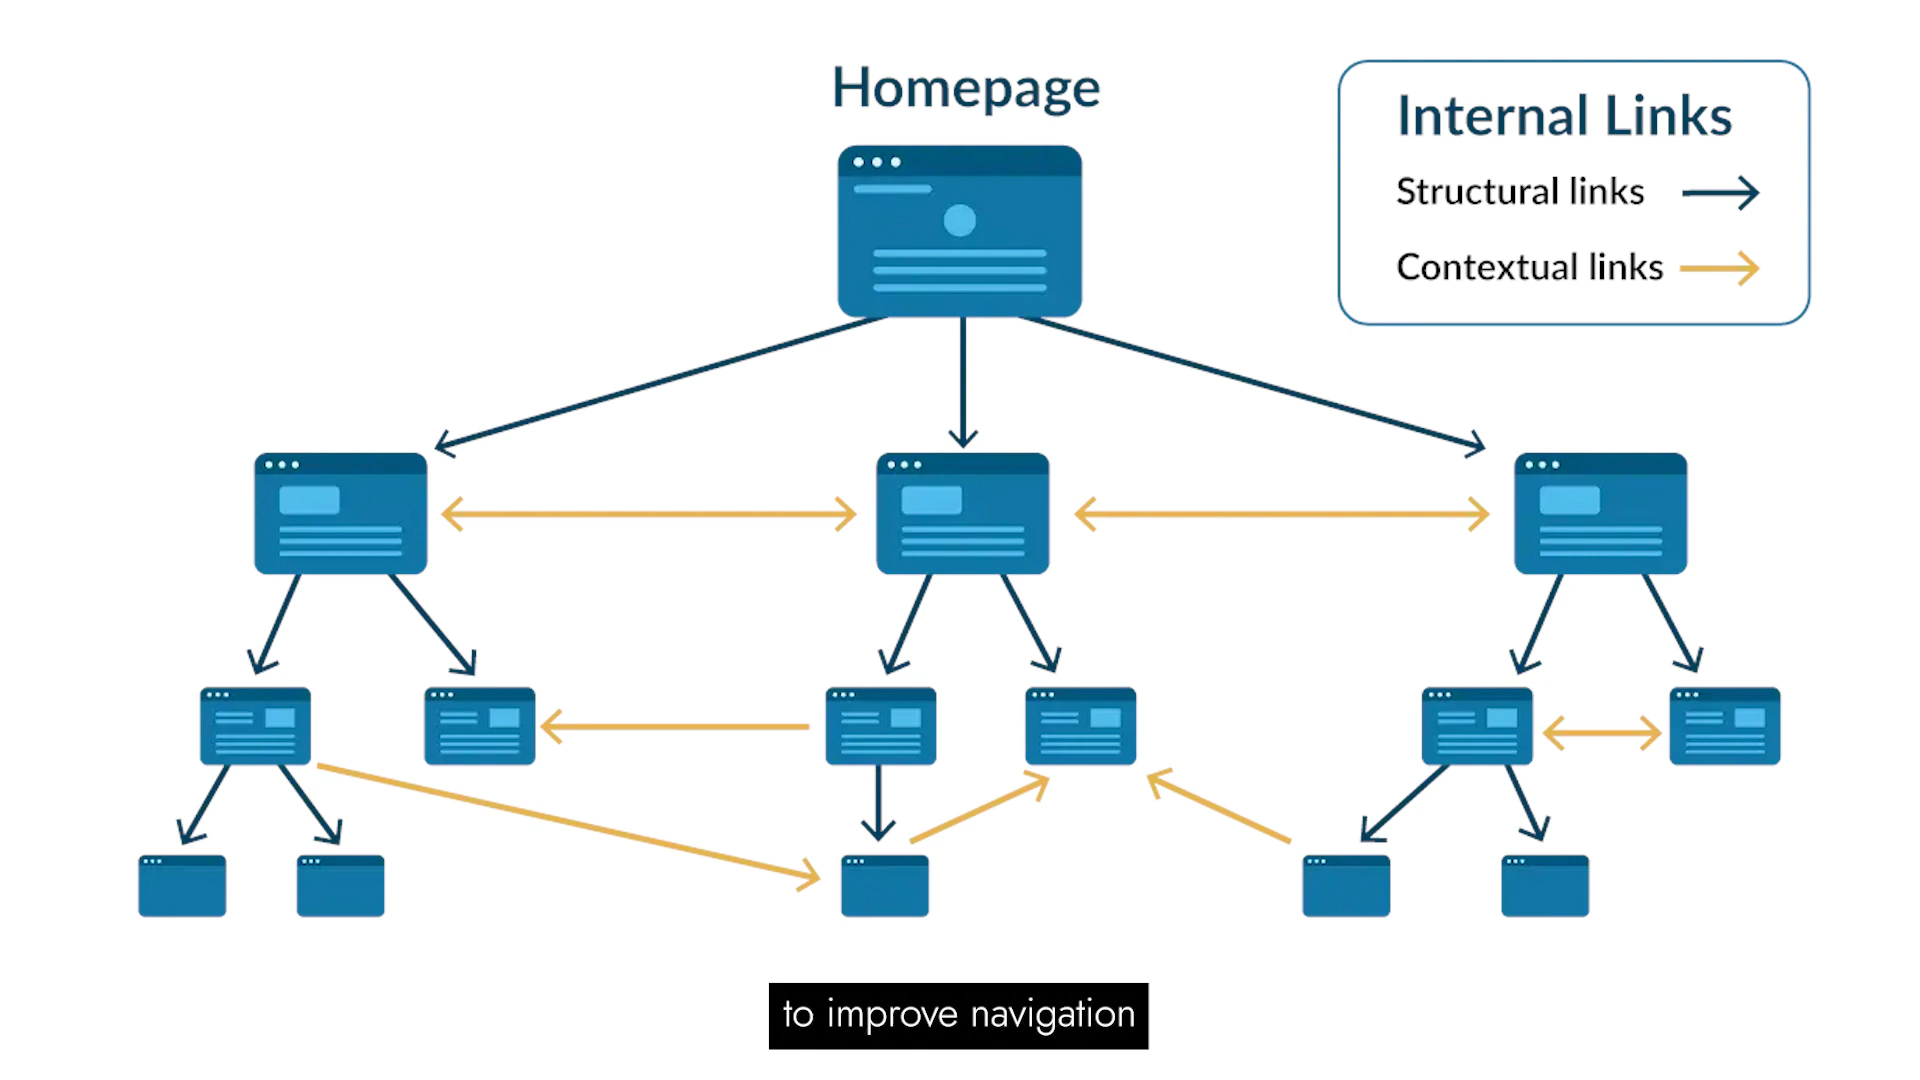 Homepage
Internal Links
Structural links
Contextual links
to improve navigation